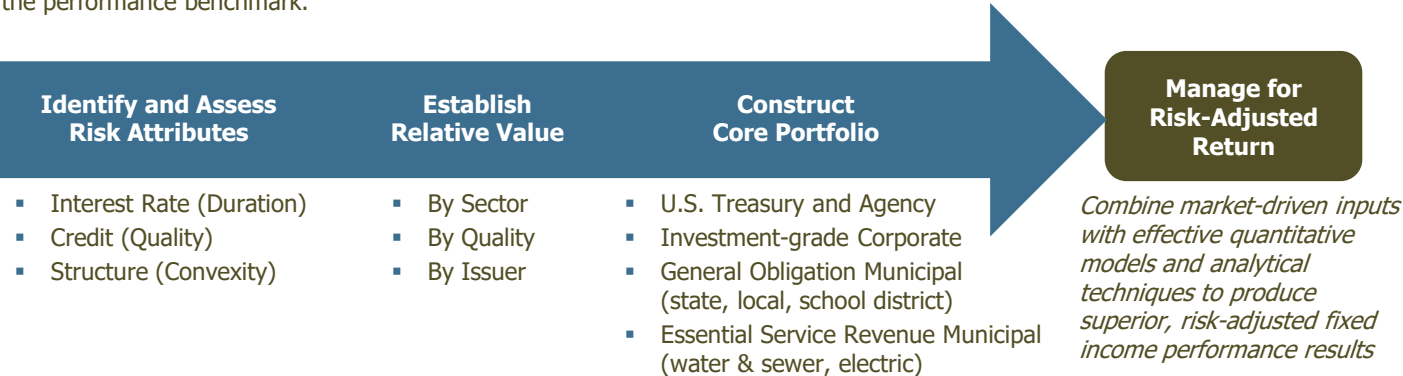 the performance benchmark.
Identify and Assess
Risk Attributes
Establish
Relative Value
Construct
Core Portfolio
Manage for
Risk-Adjusted
Return
▪ Interest Rate (Duration)
▪ Credit (Quality)
▪ Structure (Convexity)
▪ By Sector
▪ By Quality
▪ By Issuer
▪ U.S. Treasury and Agency
▪ Investment-grade Corporate
▪ General Obligation Municipal
(state, local, school district)
▪ Essential Service Revenue Municipal
(water & sewer, electric)
Combine market-driven inputs
with effective quantitative
models and analytical
techniques to produce
superior, risk-adjusted fixed
income performance results